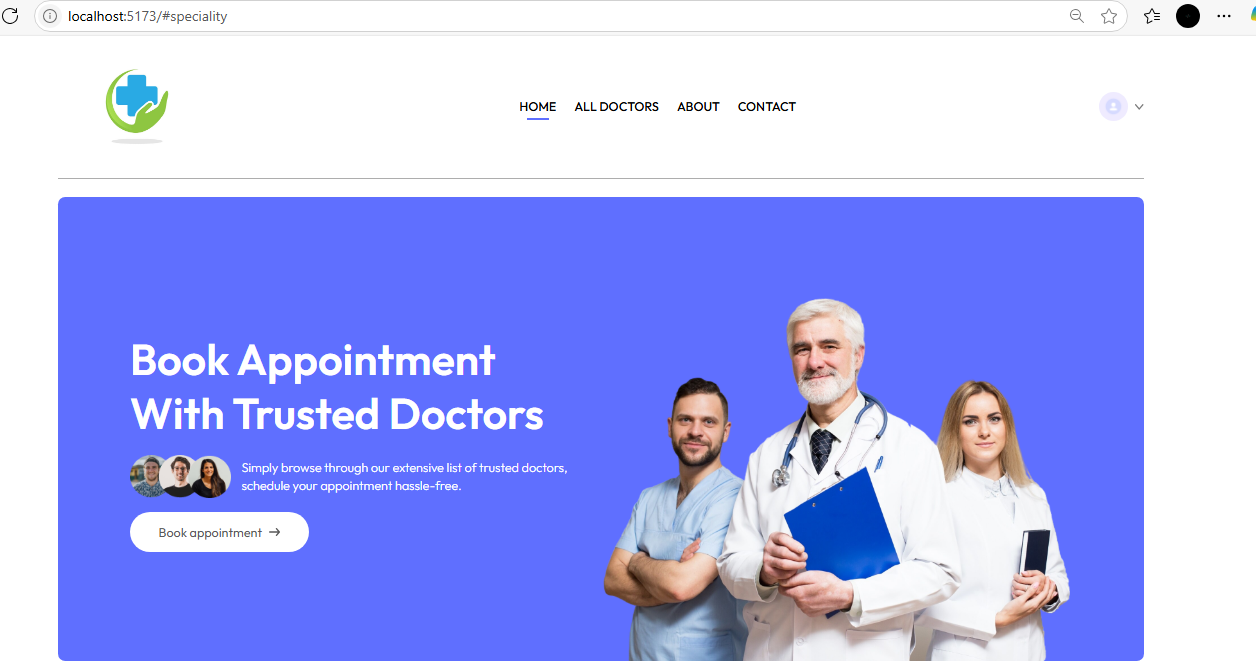 localhost:5173/#speciality
HOME ALL DOCTORS ABOUT CONTACT
Book Appointment
With Trusted Doctors
Simply browse through our extensive list of trusted doctors,
schedule your appointment hassle-free.
Book appointment →